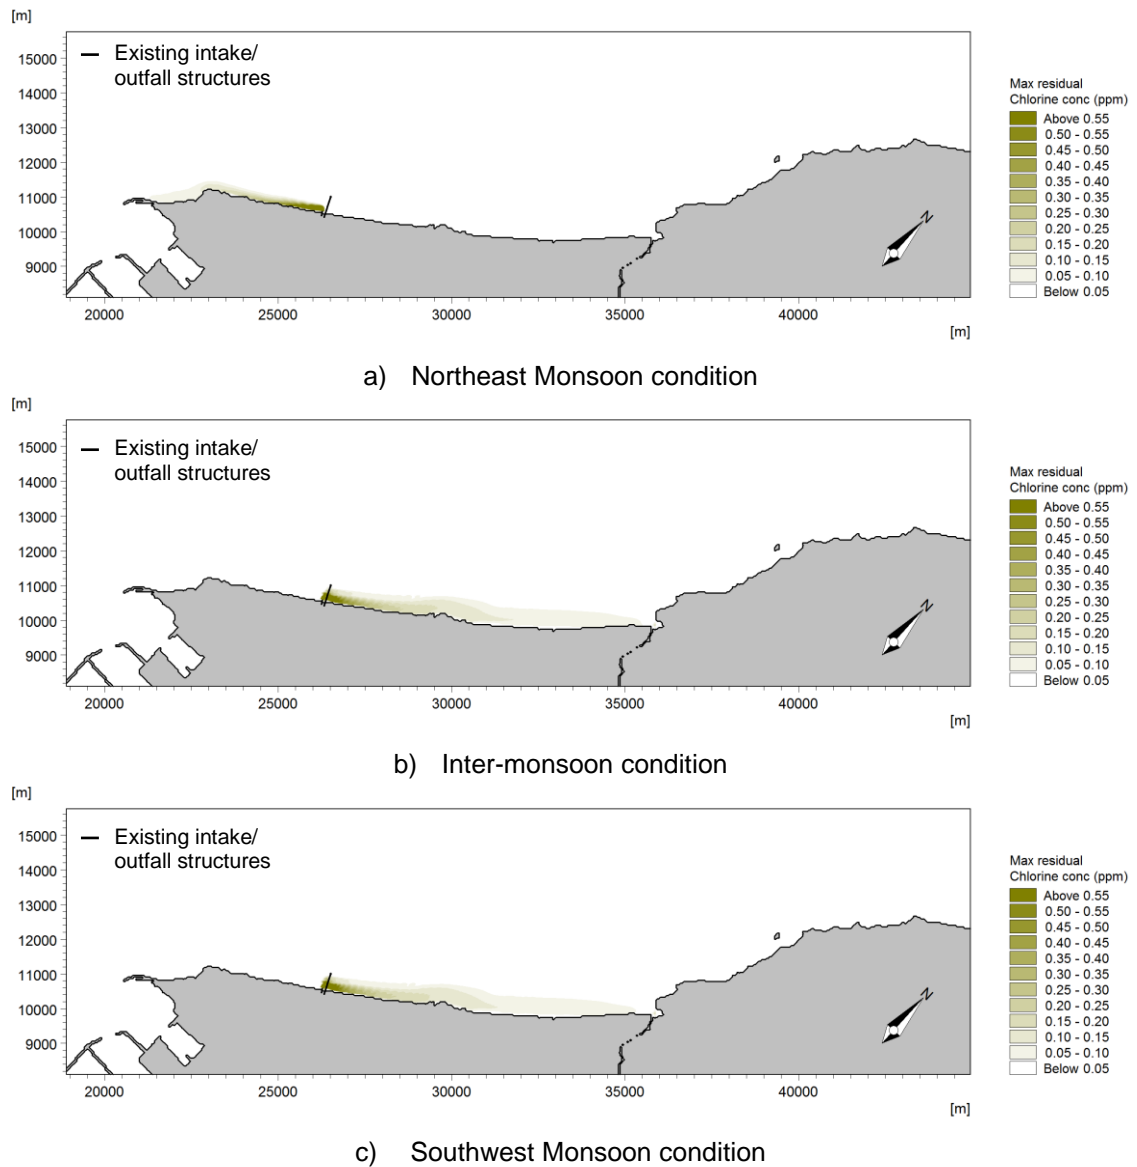 [m]
15000
14000
13000
12000
11000
10000
9000
Existing intake/
outfall structures
Max residual
Chlorine conc (ppm)
Above 0.55
0.50 - 0.55
0.45 - 0.50
0.40 - 0.45
0.35 - 0.40
0.30 - 0.35
0.25 - 0.30
0.20 - 0.25
0.15 - 0.20
0.10 - 0.15
0.05 - 0.10
Below 0.05
N
20000 25000 30000 35000 40000
[m]
a) Northeast Monsoon condition
[m]
15000
14000
13000
12000
11000
10000
9000
Existing intake/
outfall structures
Max residual
Chlorine conc (ppm)
Above 0.55
0.50 - 0.55
0.45 - 0.50
0.40 - 0.45
0.35 - 0.40
0.30 - 0.35
0.25 - 0.30
0.20 - 0.25
0.15 - 0.20
0.10 - 0.15
0.05 - 0.10
Below 0.05
N
20000 25000 30000 35000 40000
[m]
b) Inter-monsoon condition
[m]
15000
14000
13000
12000
11000
10000
9000
Existing intake/
outfall structures
Max residual
Chlorine conc (ppm)
Above 0.55
0.50 - 0.55
0.45 - 0.50
0.40 - 0.45
0.35 - 0.40
0.30 - 0.35
0.25 - 0.30
0.20 - 0.25
0.15 - 0.20
0.10 - 0.15
0.05 - 0.10
Below 0.05
N
20000 25000 30000 35000 40000
[m]
c) Southwest Monsoon condition